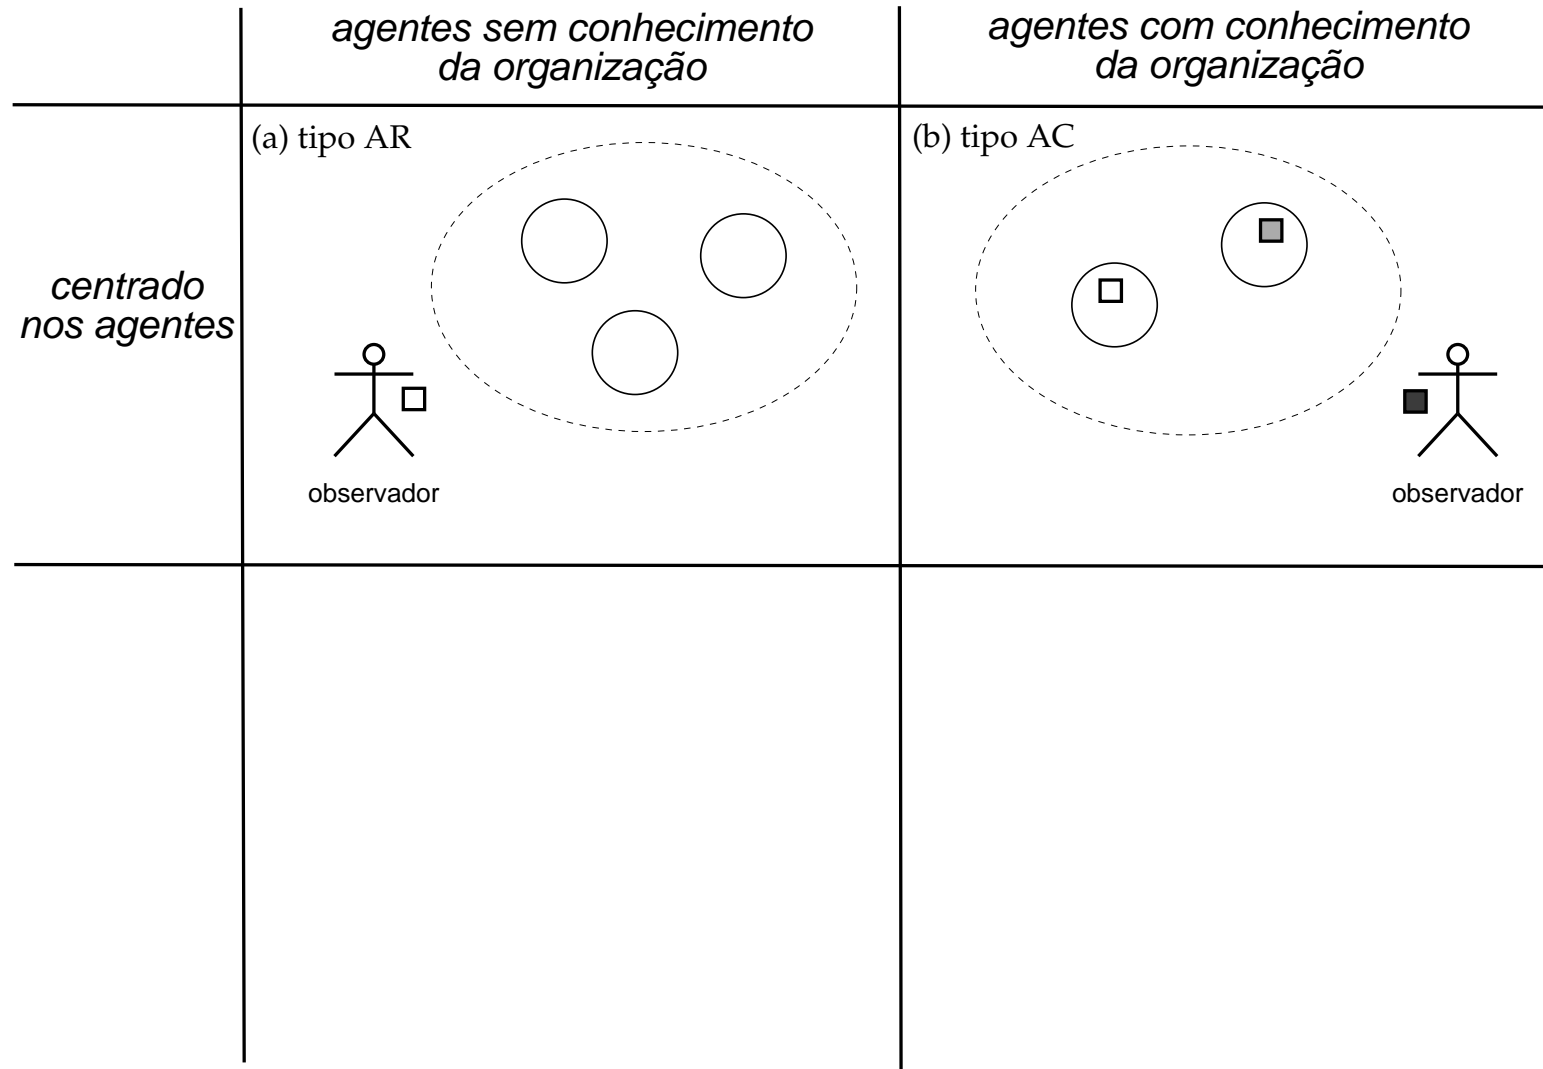 agentes sem conhecimento
da organização
agentes com conhecimento
da organização
(a) tipo AR
(b) tipo AC
centrado
nos agentes
observador
observador